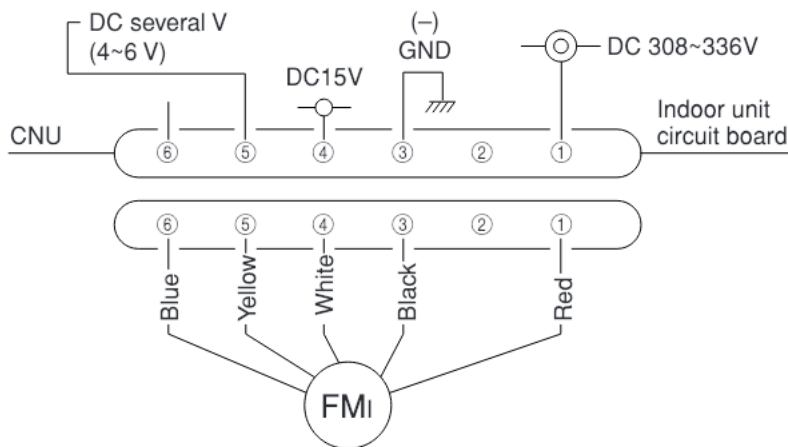 DC several V
(4~6 V)
DC15V
(–)
GND
DC 308~336V
CNU
Indoor unit
circuit board
⑥ ⑤ ④ ③ ② ①
⑥ ⑤ ④ ③ ② ①
Blue
Yellow
White
Black
Red
FMI